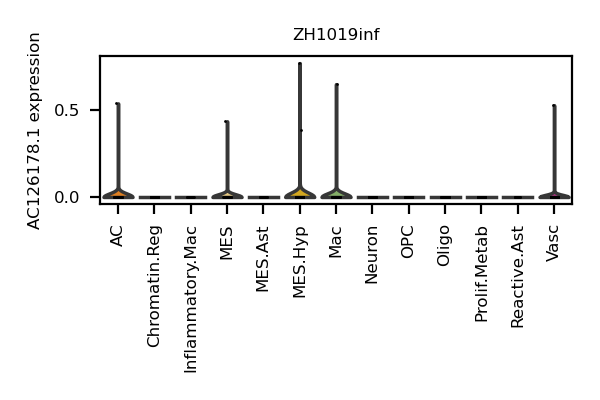 ZH1019inf
AC126178.1 expression
0.5
0.0
AC
Chromatin.Reg
Inflammatory.Mac
MES
MES.Ast
MES.Hyp
Mac
Neuron
OPC
Oligo
Prolif.Metab
Reactive.Ast
Vasc